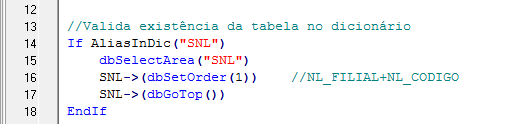 12
13 //Valida existência da tabela no dicionário
14 If AliasInDic("SNL")
15 dbSelectArea("SNL")
16 SNL->(dbSetOrder(1)) //NL_FILIAL+NL_CODIGO
17 SNL->(dbGoTop())
18 EndIf